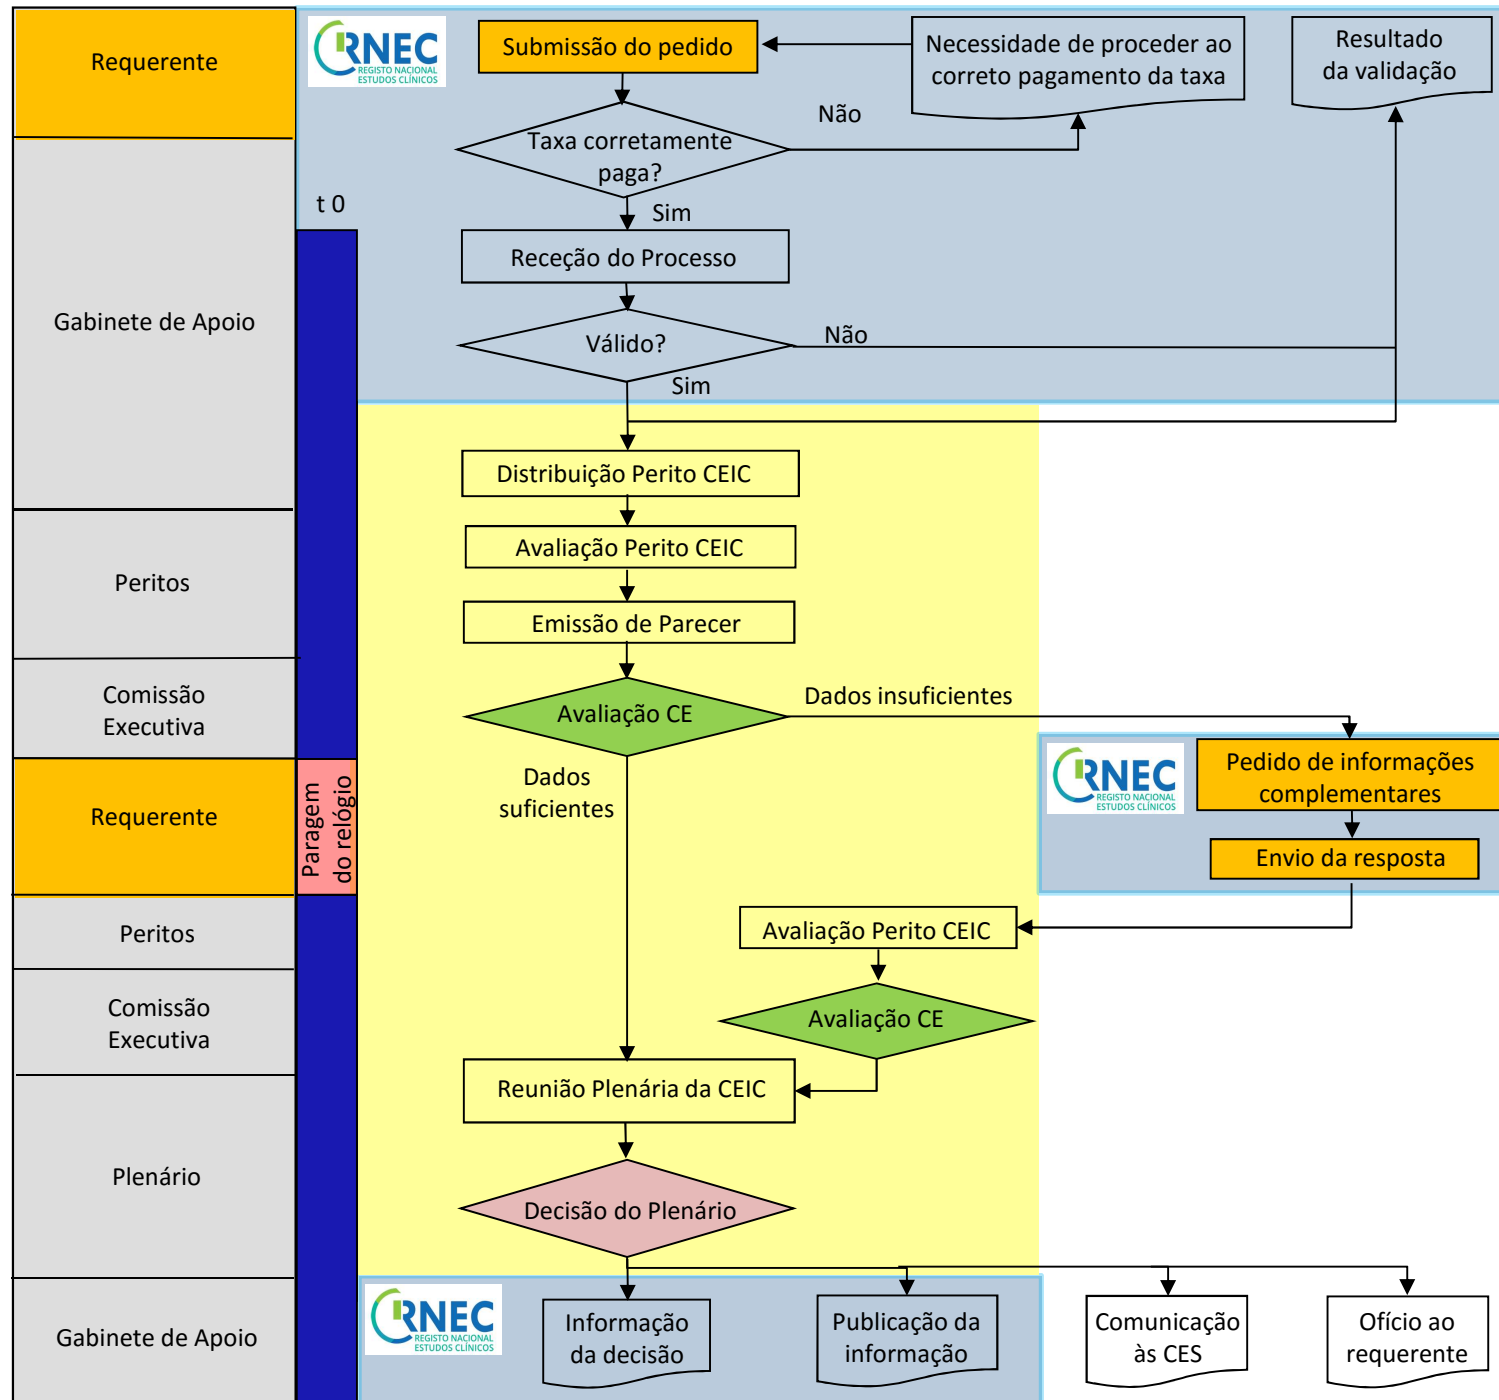 Requerente
RNEC
REGISTO NACIONAL
ESTUDOS CLÍNICOS
Submissão do pedido
Necessidade de proceder ao
correto pagamento da taxa
Resultado
da validação
Não
Taxa corretamente
paga?
t 0
Sim
Receção do Processo
Gabinete de Apoio
Válido?
Não
Sim
Distribuição Perito CEIC
Avaliação Perito CEIC
Peritos
Emissão de Parecer
Comissão
Executiva
Avaliação CE
Dados insuficientes
Dados
suficientes
RNEC
REGISTO NACIONAL
ESTUDOS CLÍNICOS
Pedido de informações
complementares
Requerente
Paragem
do relógio
Envio da resposta
Peritos
Avaliação Perito CEIC
Comissão
Executiva
Avaliação CE
Reunião Plenária da CEIC
Plenário
Decisão do Plenário
Gabinete de Apoio
RNEC
REGISTO NACIONAL
ESTUDOS CLÍNICOS
Informação
da decisão
Publicação da
informação
Comunicação
às CES
Ofício ao
requerente